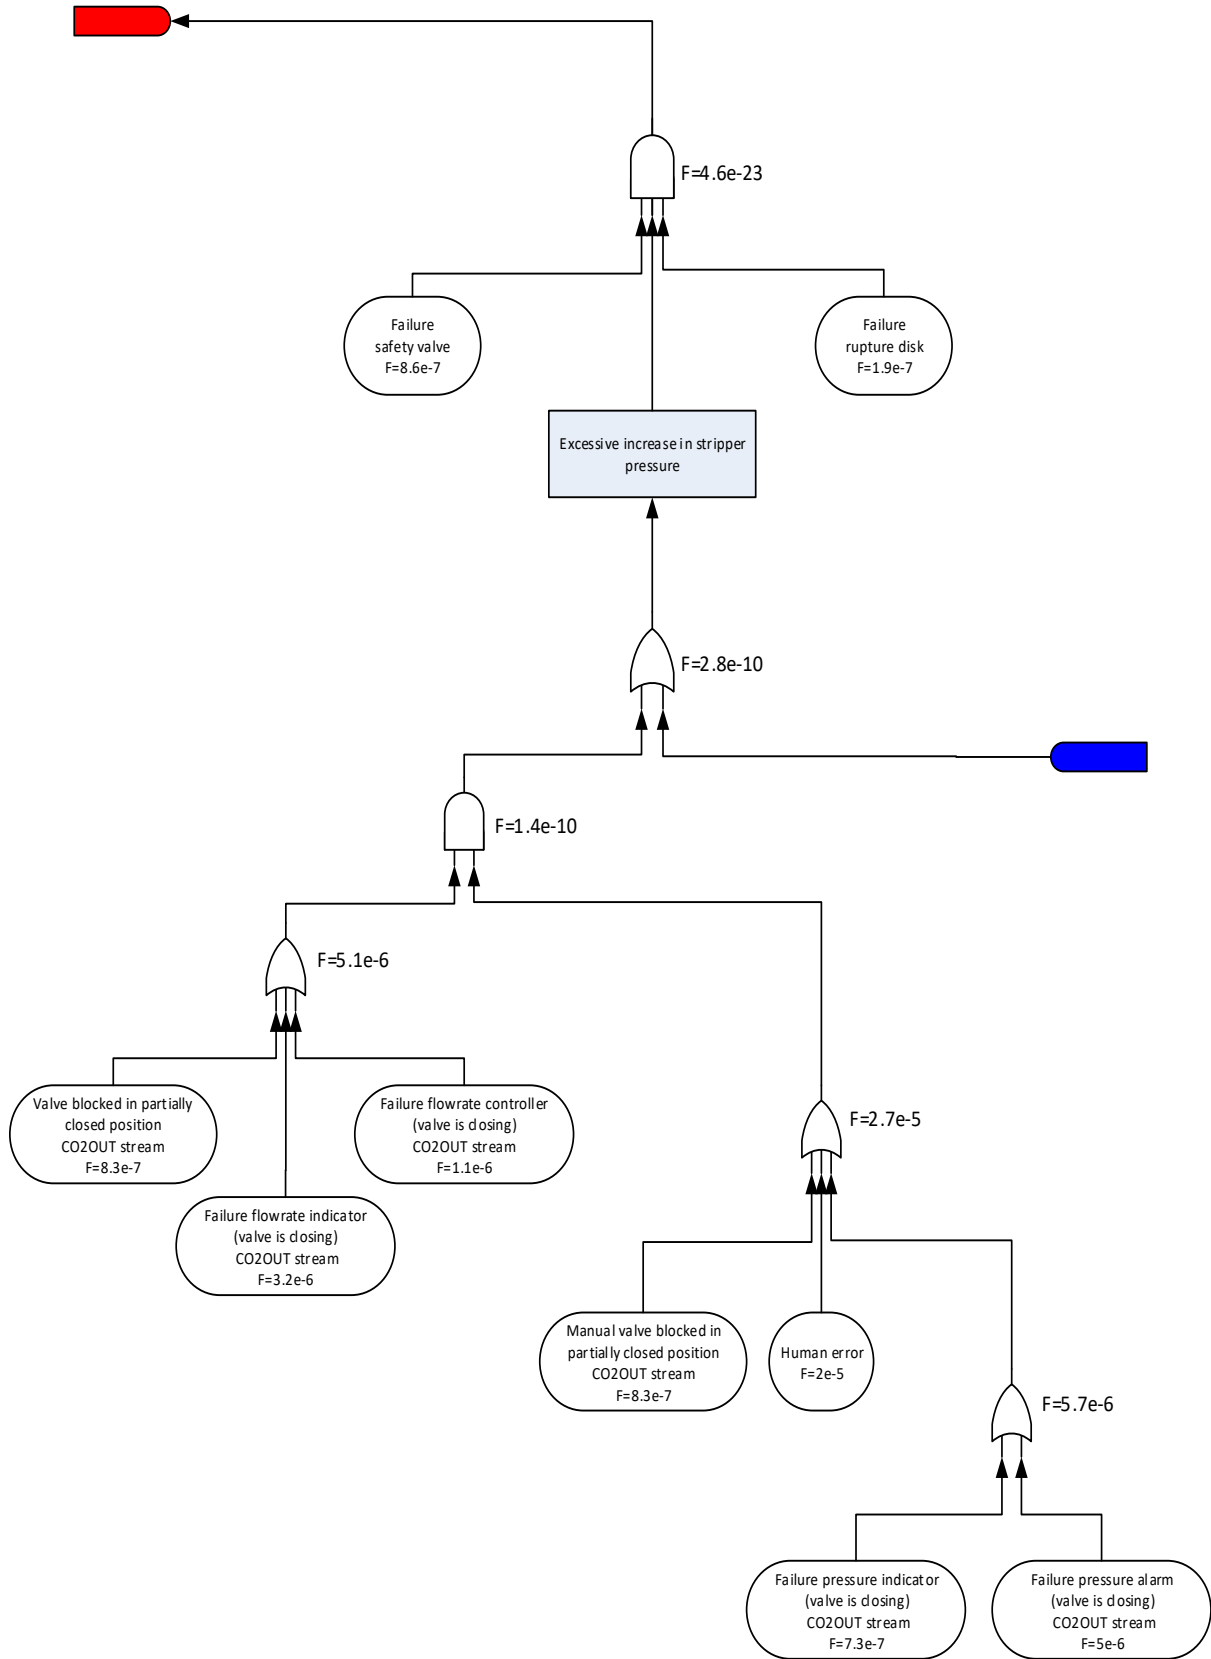 F=4.6e-23
Failure
safety valve
F=8.6e-7
Failure
rupture disk
F=1.9e-7
Excessive increase in stripper
pressure
F=2.8e-10
F=1.4e-10
F=5.1e-6
Valve blocked in partially
closed position
CO2OUT stream
F=8.3e-7
Failure flowrate controller
(valve is closing)
CO2OUT stream
F=1.1e-6
Failure flowrate indicator
(valve is closing)
CO2OUT stream
F=3.2e-6
F=2.7e-5
Manual valve blocked in
partially closed position
CO2OUT stream
F=8.3e-7
Human error
F=2e-5
F=5.7e-6
Failure pressure indicator
(valve is closing)
CO2OUT stream
F=7.3e-7
Failure pressure alarm
(valve is closing)
CO2OUT stream
F=5e-6